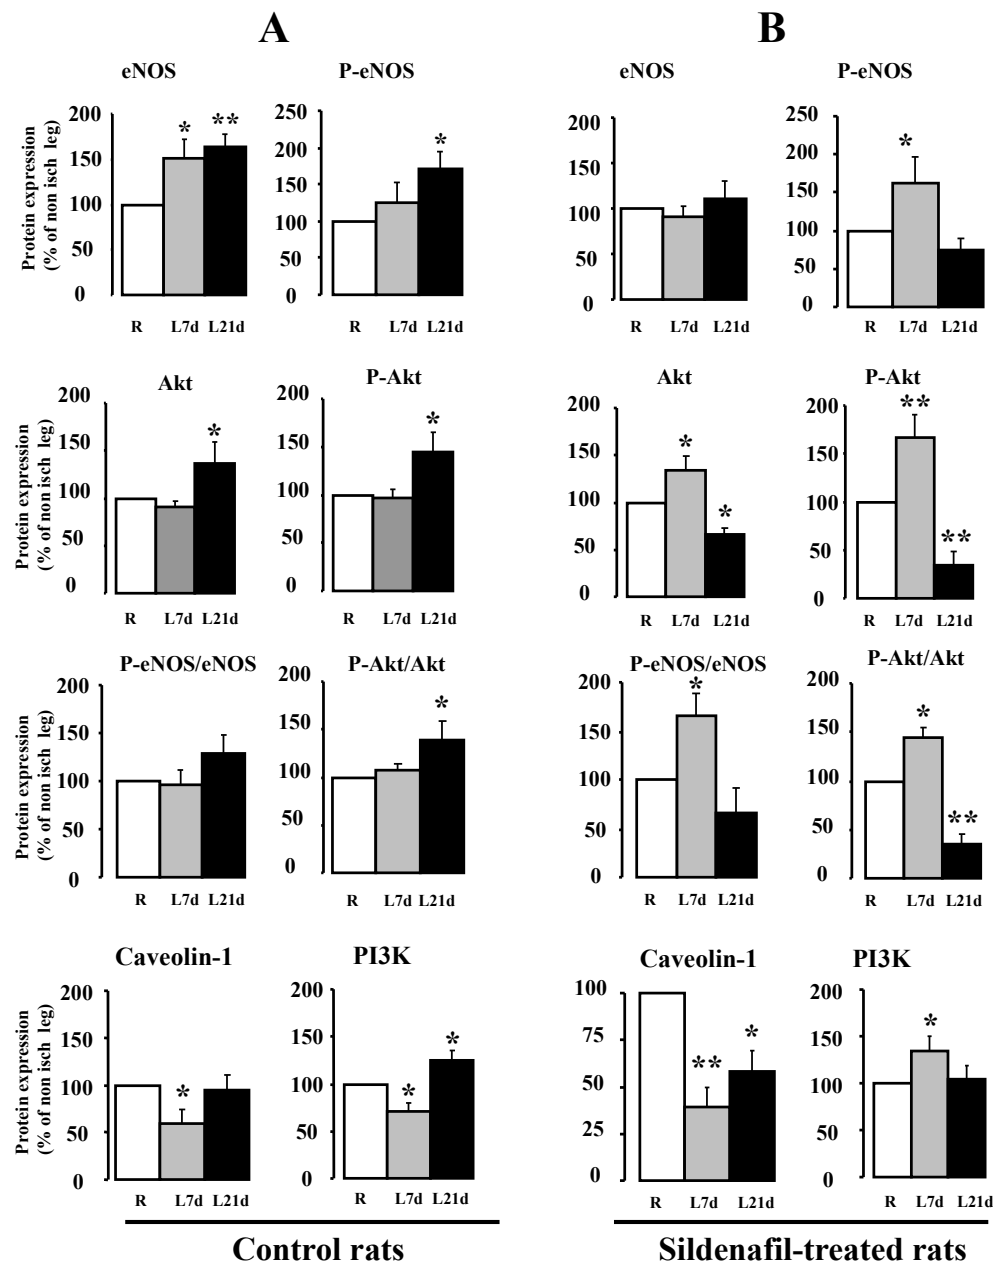 A B
eNOS P-eNOS eNOS P-eNOS
Protein expression
(% of non isch leg)
200 150 100 50 0
* **
R L7d L21d
250 200 150 100 50 0
*
R L7d L21d
200 150 100 50 0
R L7d L21d
250 200 150 100 50 0
*
R L7d L21d
Akt P-Akt Akt P-Akt
Protein expression
(% of non isch leg)
200 150 100 50 0
*
R L7d L21d
200 150 100 50 0
*
R L7d L21d
200 150 100 50 0
* *
R L7d L21d
200 150 100 50 0
** **
R L7d L21d
P-eNOS/eNOS P-Akt/Akt P-eNOS/eNOS P-Akt/Akt
Protein expression
(% of non isch leg)
200 150 100 50 0
R L7d L21d
200 150 100 50 0
*
R L7d L21d
200 150 100 50 0
*
R L7d L21d
200 150 100 50 0
* **
R L7d L21d
Caveolin-1 PI3K Caveolin-1 PI3K
Protein expression
(% of non isch leg)
200 150 100 50 0
*
R L7d L21d
200 150 100 50 0
* *
R L7d L21d
100 75 50 25 0
** *
R L7d L21d
200 150 100 50 0
*
R L7d L21d
Control rats Sildenafil-treated rats